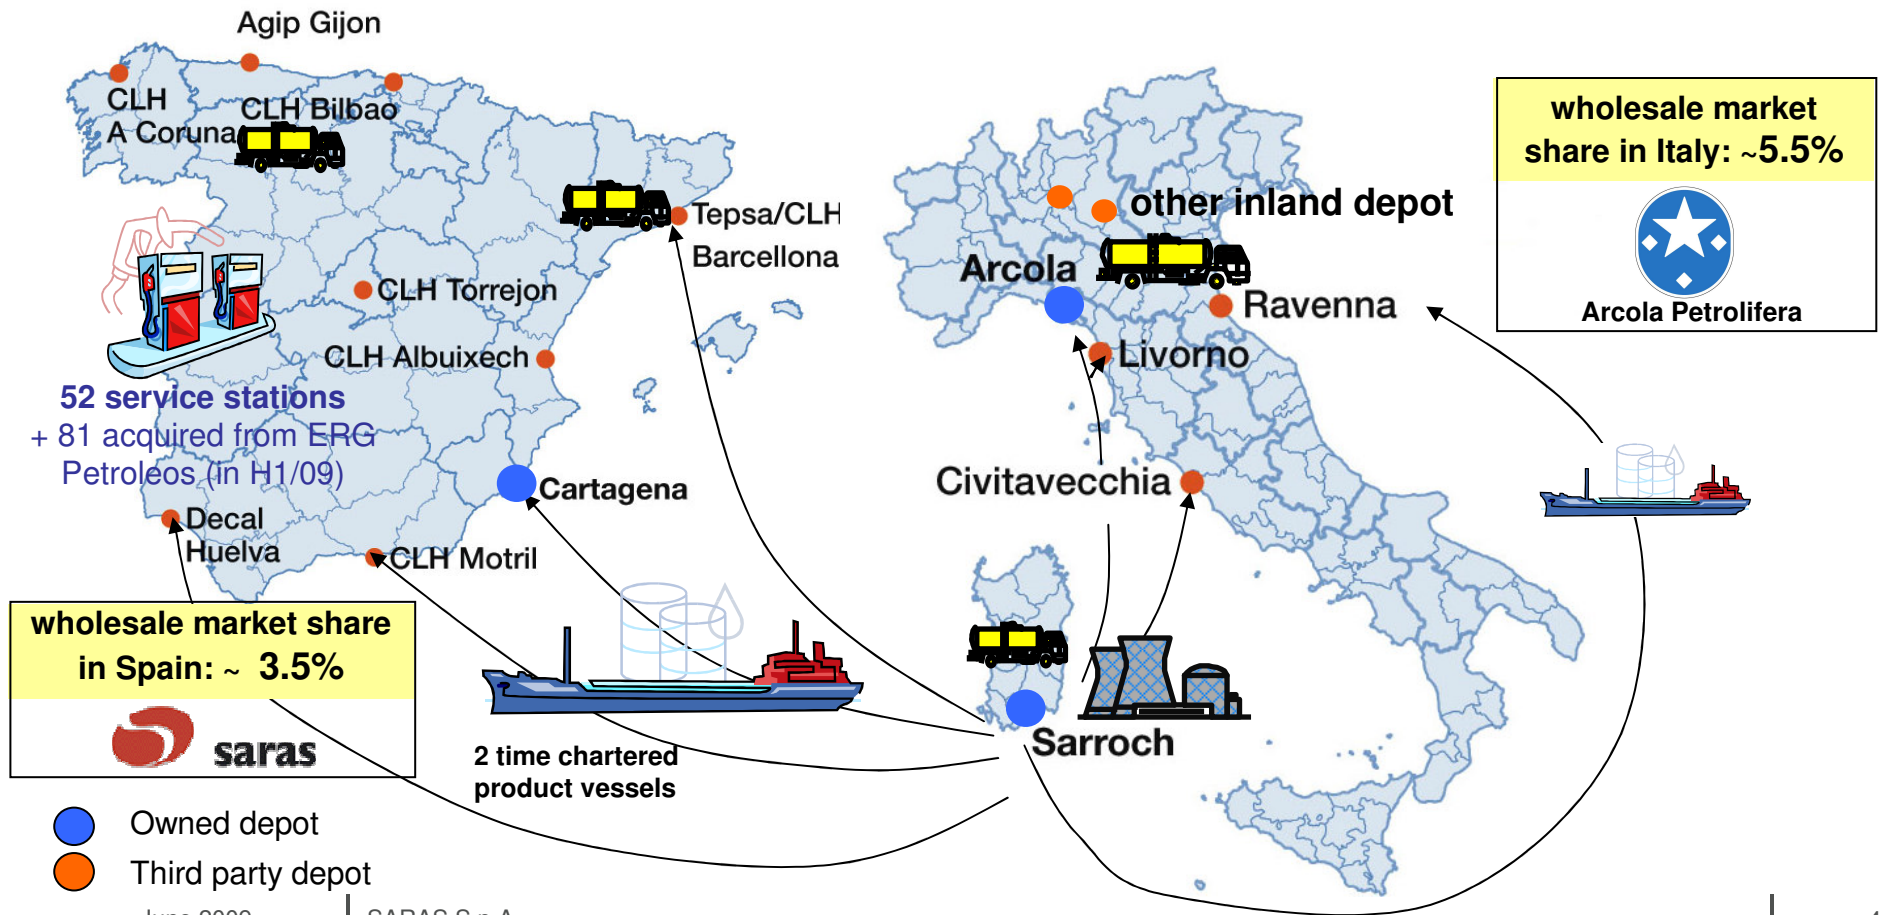 Agip Gijon
CLH
A Coruna
CLH Bilbao
Tepsa/CLH
Barcellona
CLH Torrejon
CLH Albuixech
52 service stations
+ 81 acquired from ERG
Petroleos (in H1/09)
Cartagena
Decal
Huelva
CLH Motril
wholesale market share
in Spain: ~ 3.5%
saras
2 time chartered
product vessels
Owned depot
Third party depot
wholesale market
share in Italy: ~5.5%
Arcola Petrolifera
other inland depot
Arcola
Ravenna
Livorno
Civitavecchia
Sarroch
June 2009
SARAS S.p.A.